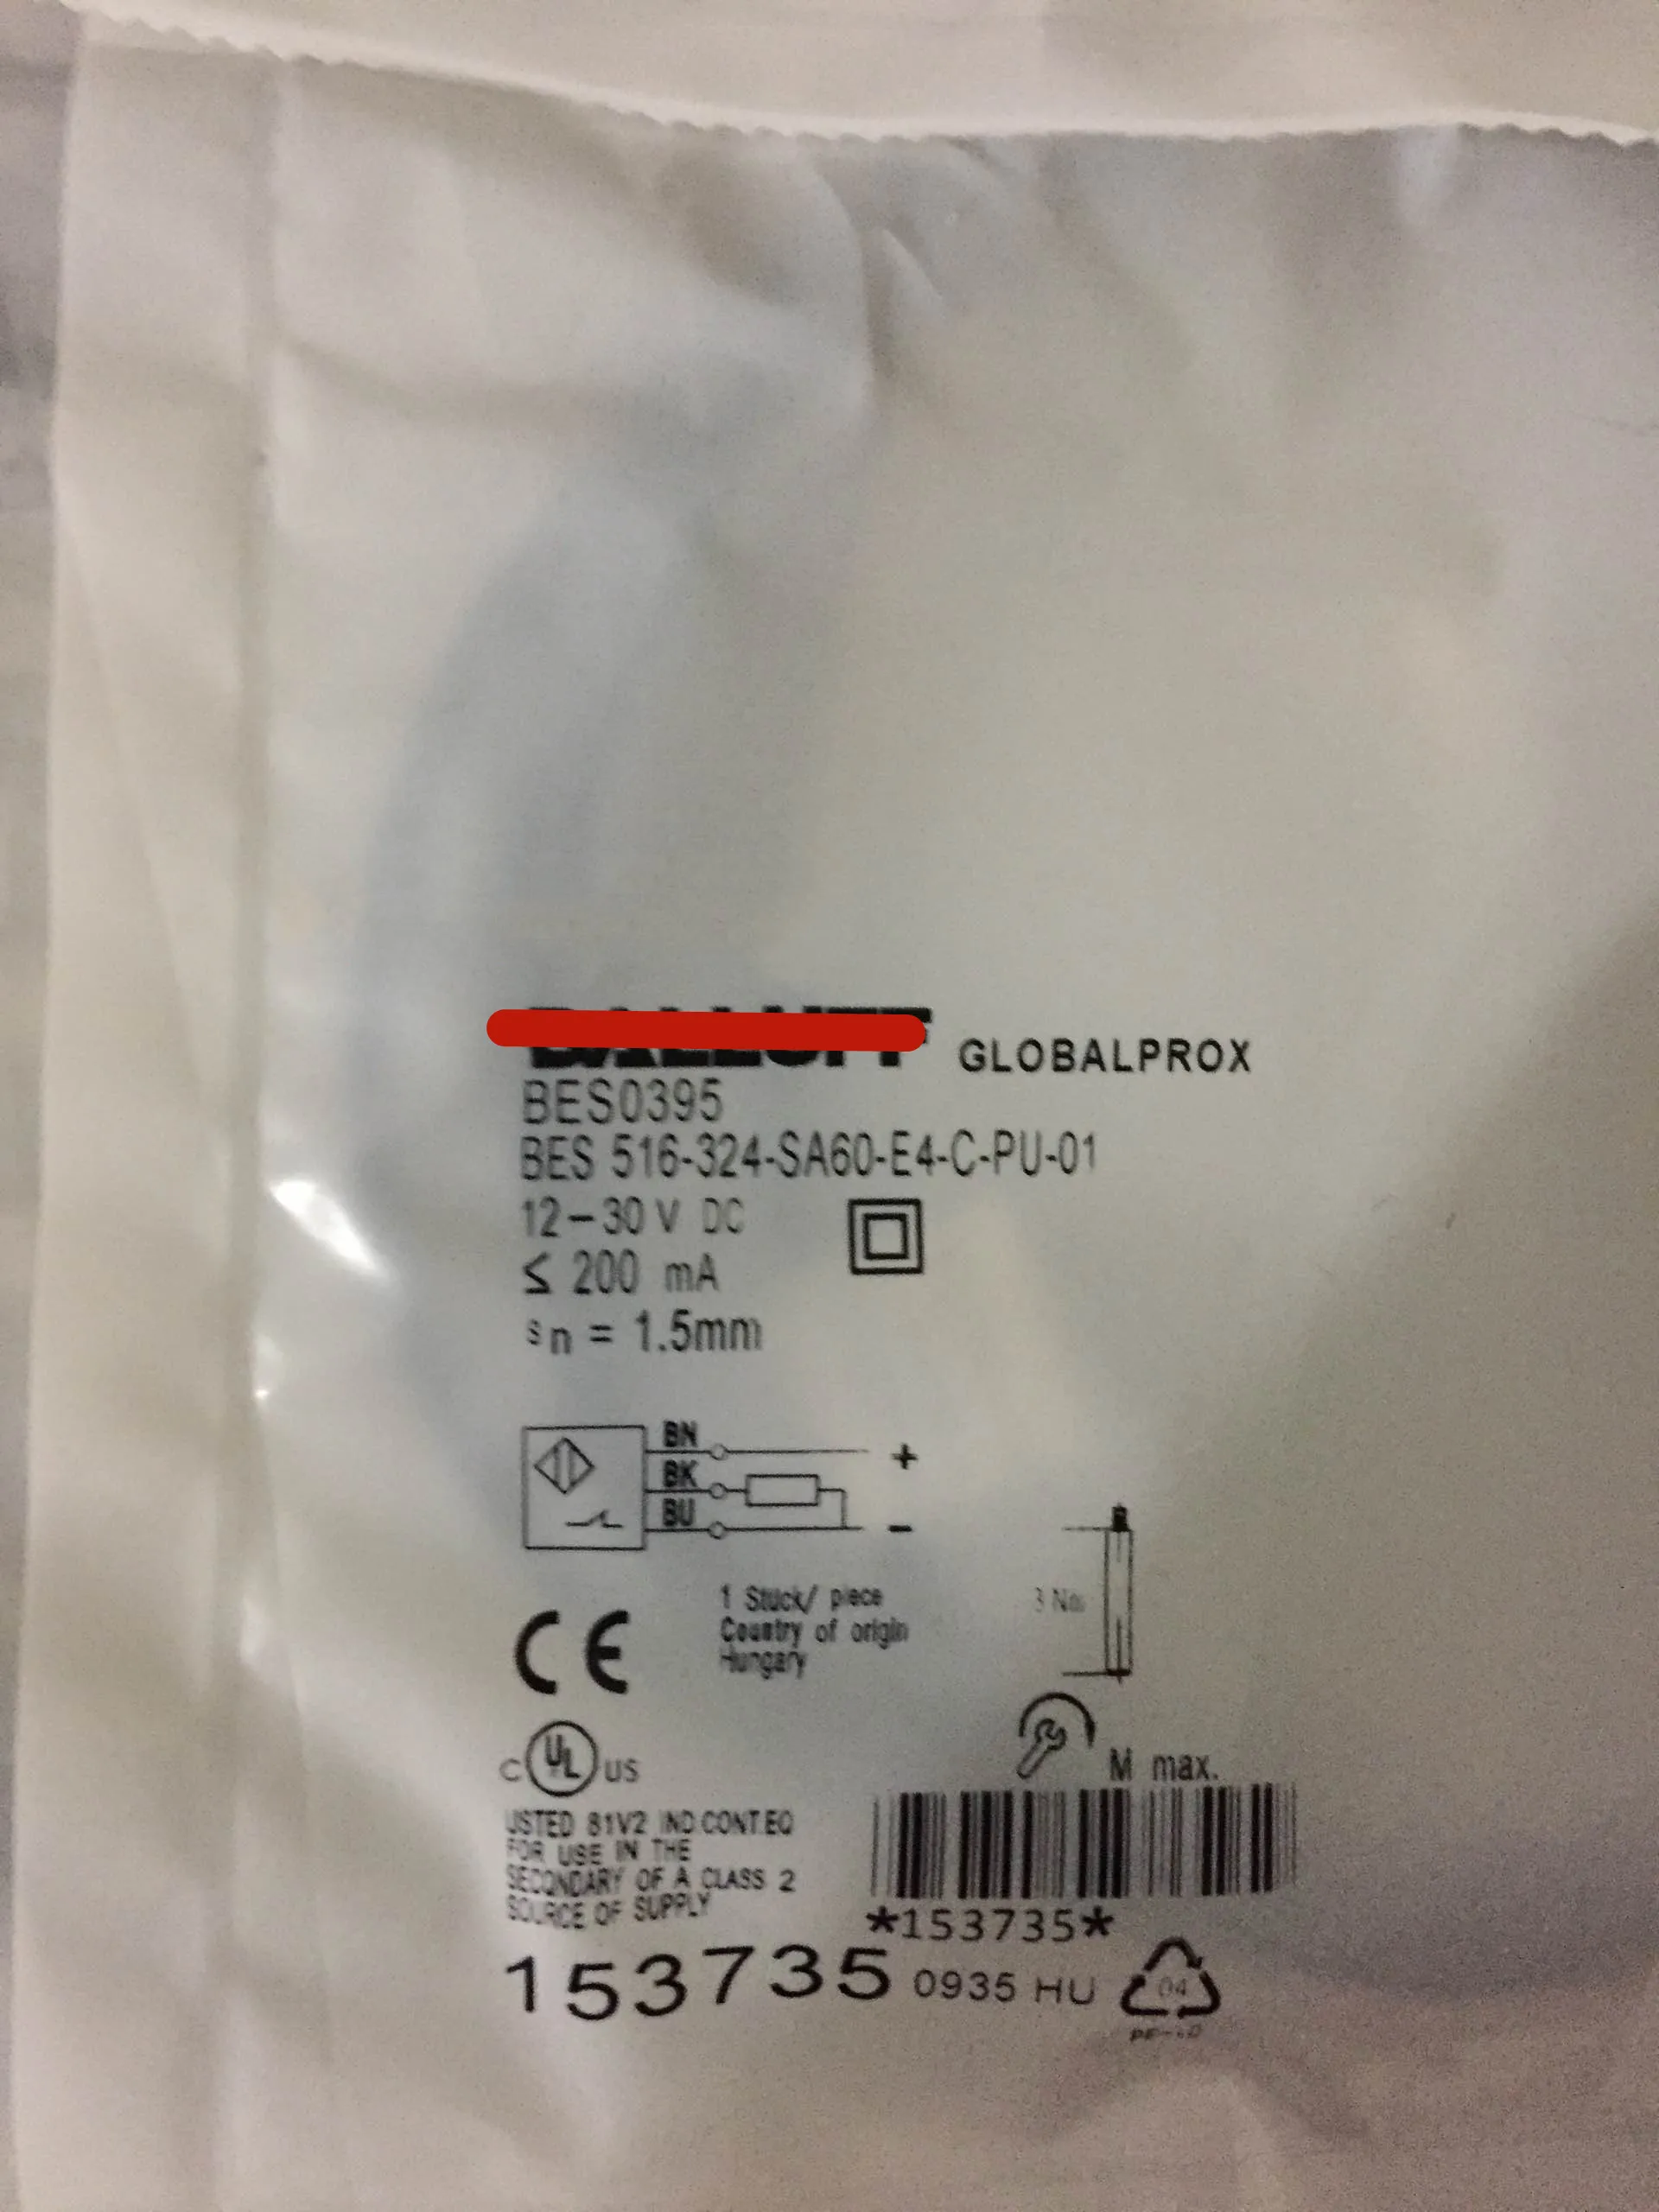 BALLUFF GLOBALPROX
BES0395
BES 516-324-SA60-E4-C-PU-01
12–30 V DC
≤ 200 mA
sn = 1.5mm
BN
+
BK
BU
–
1 Stück/ piece
Country of origin
Hungary
CE
C UL US
M max.
LISTED 81V2 IND CONT.EQ
FOR USE IN THE
SECONDARY OF A CLASS 2
SOURCE OF SUPPLY
*153735*
153735 0935 HU
04